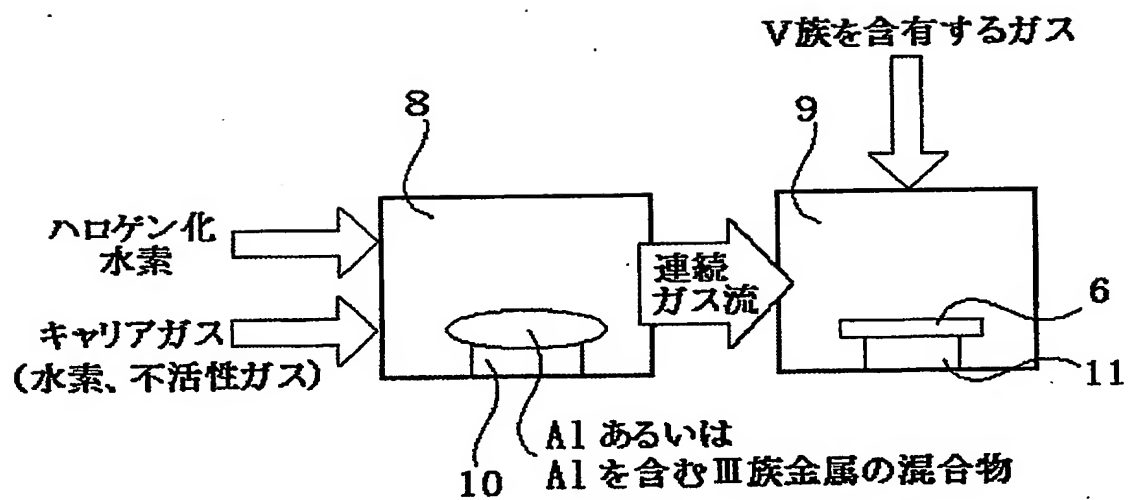 V族を含有するガス
8
9
ハロゲン化
水素
連続
ガス流
キャリアガス
(水素、不活性ガス)
6
11
10
Al あるいは
Al を含むⅢ族金属の混合物